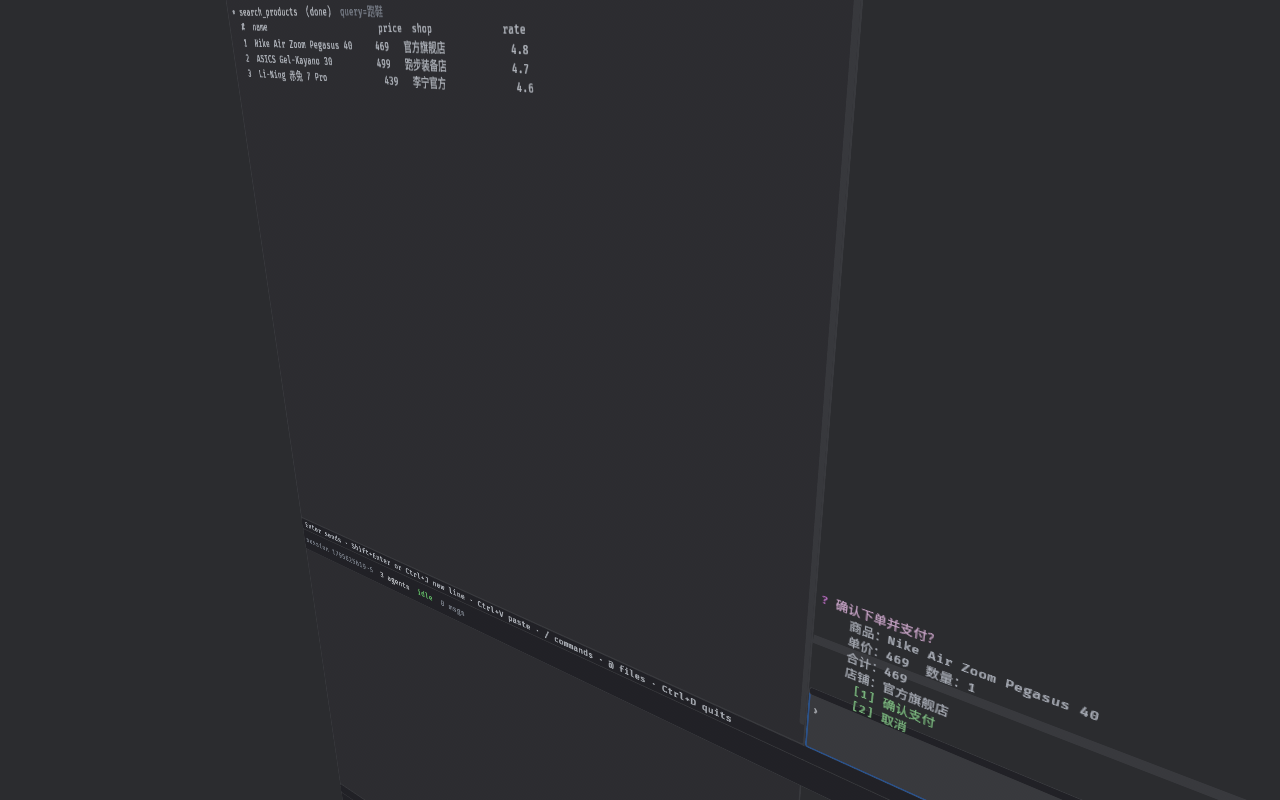 * search_products (done) query=跑鞋
# name price shop rate
1 Nike Air Zoom Pegasus 40 469 官方旗舰店 4.8
2 ASICS Gel-Kayano 30 499 跑步装备店 4.7
3 Li-Ning 赤兔 7 Pro 439 李宁官方 4.6
Enter sends · Shift+Enter or Ctrl+J new line · Ctrl+V paste · / commands · @ files · Ctrl+D quits
session 3 agents idle 0 msgs
? 确认下单并支付?
商品: Nike Air Zoom Pegasus 40
单价: 469 数量: 1
合计: 469
店铺: 官方旗舰店
[1] 确认支付
[2] 取消
›